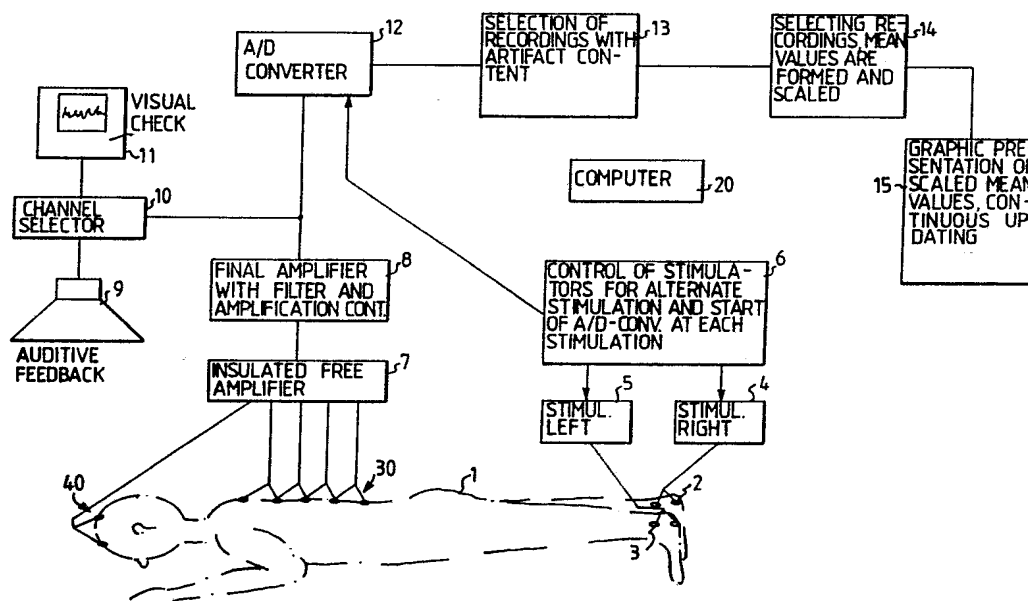 A/D
CONVERTER
12
SELECTION OF
RECORDINGS WITH
ARTIFACT CON-
TENT
13
SELECTING RE-
CORDINGS, MEAN
VALUES ARE
FORMED AND
SCALED
14
VISUAL
CHECK
11
GRAPHIC PRE
SENTATION OF
SCALED MEAN
VALUES, CON-
TINUOUS UP
DATING
15
COMPUTER
20
CHANNEL
SELECTOR
10
FINAL AMPLIFIER
WITH FILTER AND
AMPLIFICATION CONT.
8
CONTROL OF STIMULA-
TORS FOR ALTERNATE
STIMULATION AND START
OF A/D-CONV. AT EACH
STIMULATION
6
9
AUDITIVE
FEEDBACK
INSULATED FREE
AMPLIFIER
7
STIMUL.
LEFT
5
STIMUL.
RIGHT
4
40
30
1
2
3